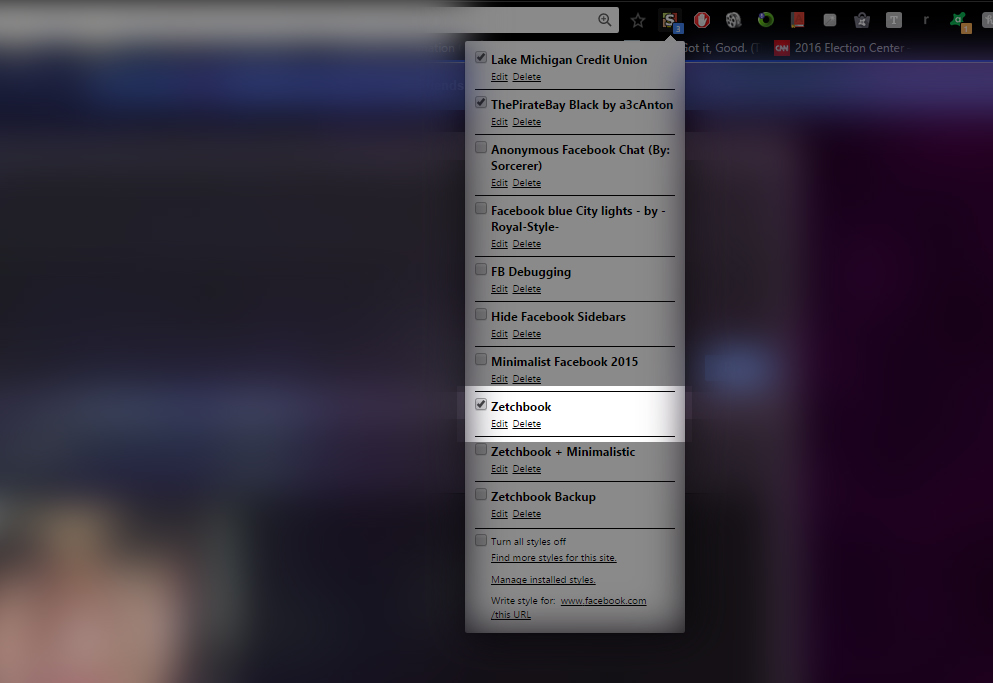 S
3
T
r
1
Got it, Good. (
CNN 2016 Election Center -
Lake Michigan Credit Union
Edit Delete
ThePirateBay Black by a3cAnton
Edit Delete
Anonymous Facebook Chat (By:
Sorcerer)
Edit Delete
Facebook blue City lights - by -
Royal-Style-
Edit Delete
FB Debugging
Edit Delete
Hide Facebook Sidebars
Edit Delete
Minimalist Facebook 2015
Edit Delete
Zetchbook
Edit Delete
Zetchbook + Minimalistic
Edit Delete
Zetchbook Backup
Edit Delete
Turn all styles off
Find more styles for this site.
Manage installed styles.
Write style for: www.facebook.com
/this URL